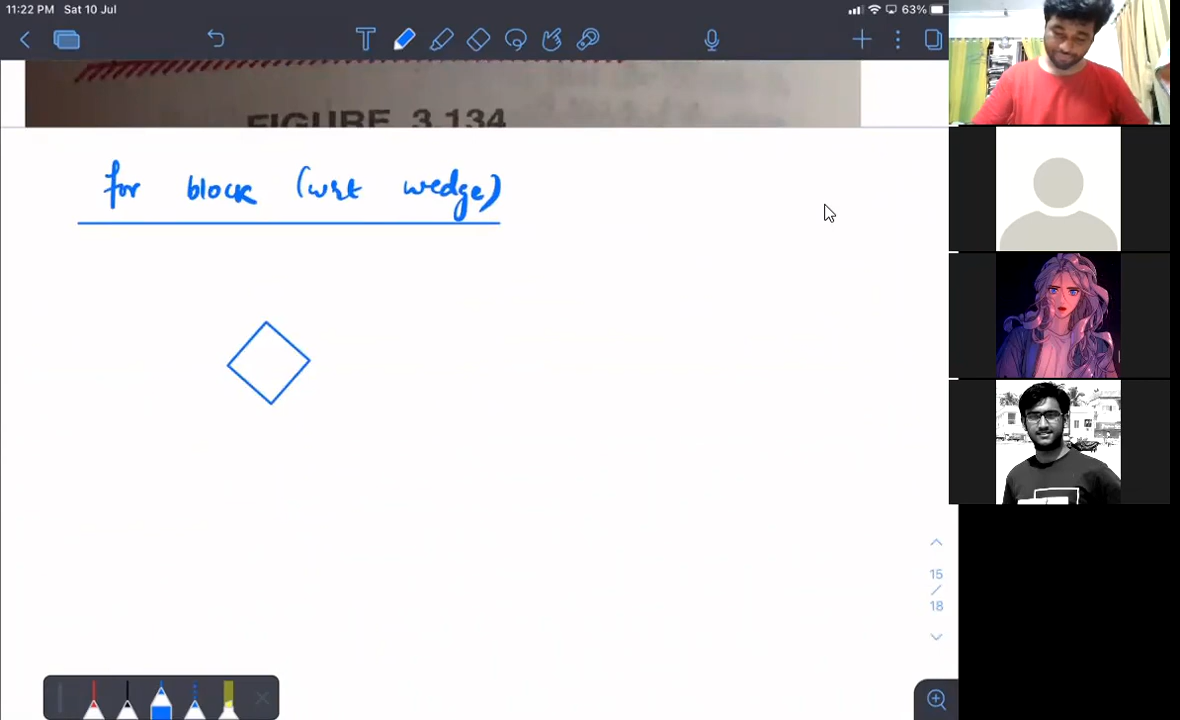 11:22 PM Sat 10 Jul
63%
FIGURE 3.134
for block (wrt wedge)
15
/
18